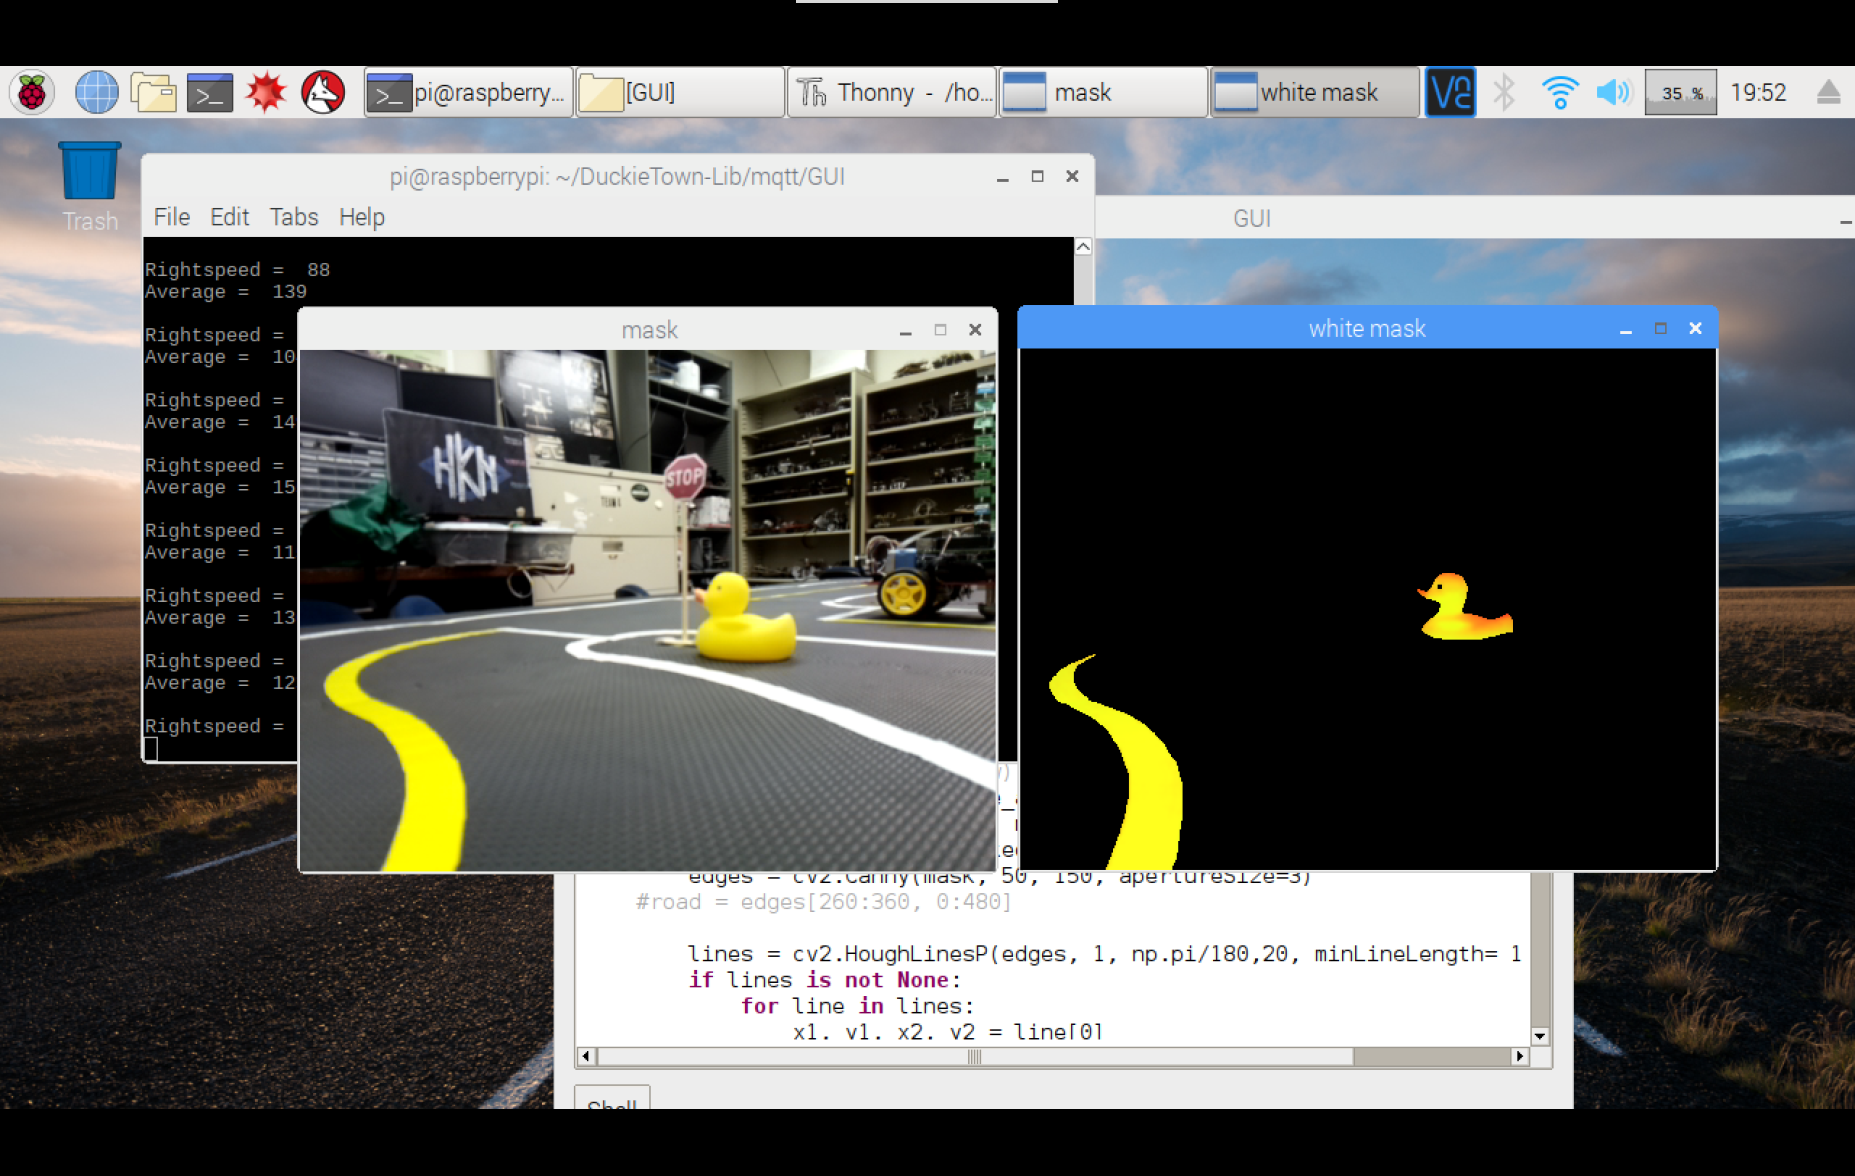 pi@raspberry...
[GUI]
Thonny - /ho...
mask
white mask
35 %
19:52
Trash
pi@raspberrypi: ~/DuckieTown-Lib/mqtt/GUI
File Edit Tabs Help
GUI
Rightspeed = 88
Average = 139
Rightspeed =
Average = 10
Rightspeed =
Average = 14
Rightspeed =
Average = 15
Rightspeed =
Average = 11
Rightspeed =
Average = 13
Rightspeed =
Average = 12
Rightspeed =
mask
HKN
STOP
white mask
edges = cv2.Canny(mask, 50, 150, apertureSize=3)
#road = edges[260:360, 0:480]
lines = cv2.HoughLinesP(edges, 1, np.pi/180,20, minLineLength= 1
if lines is not None:
for line in lines:
x1, y1, x2, y2 = line[0]
Shell